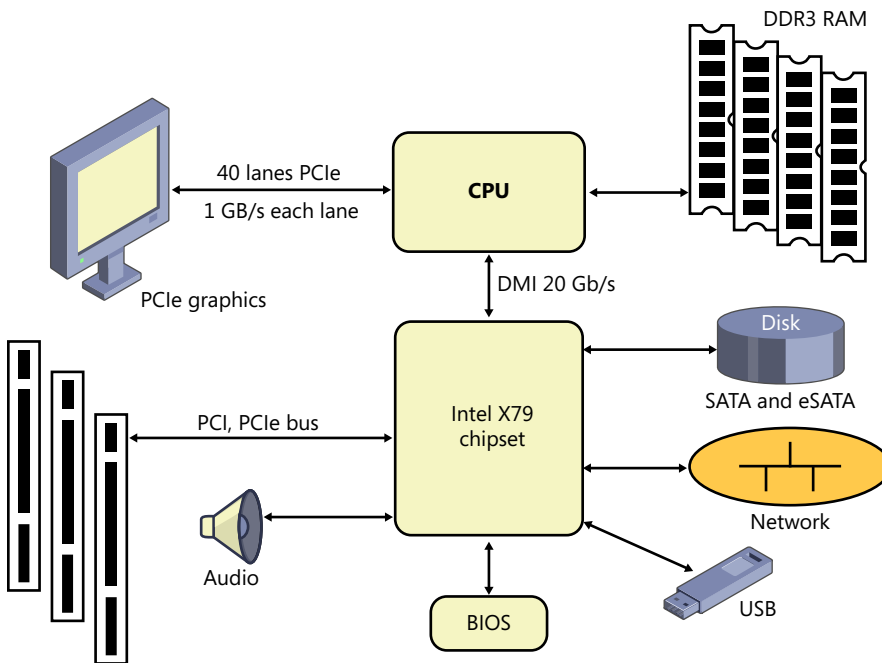 DDR3 RAM
40 lanes PCIe
CPU
1 GB/s each lane
PCIe graphics
DMI 20 Gb/s
Disk
SATA and eSATA
PCI, PCIe bus
Intel X79
chipset
Network
Audio
BIOS
USB